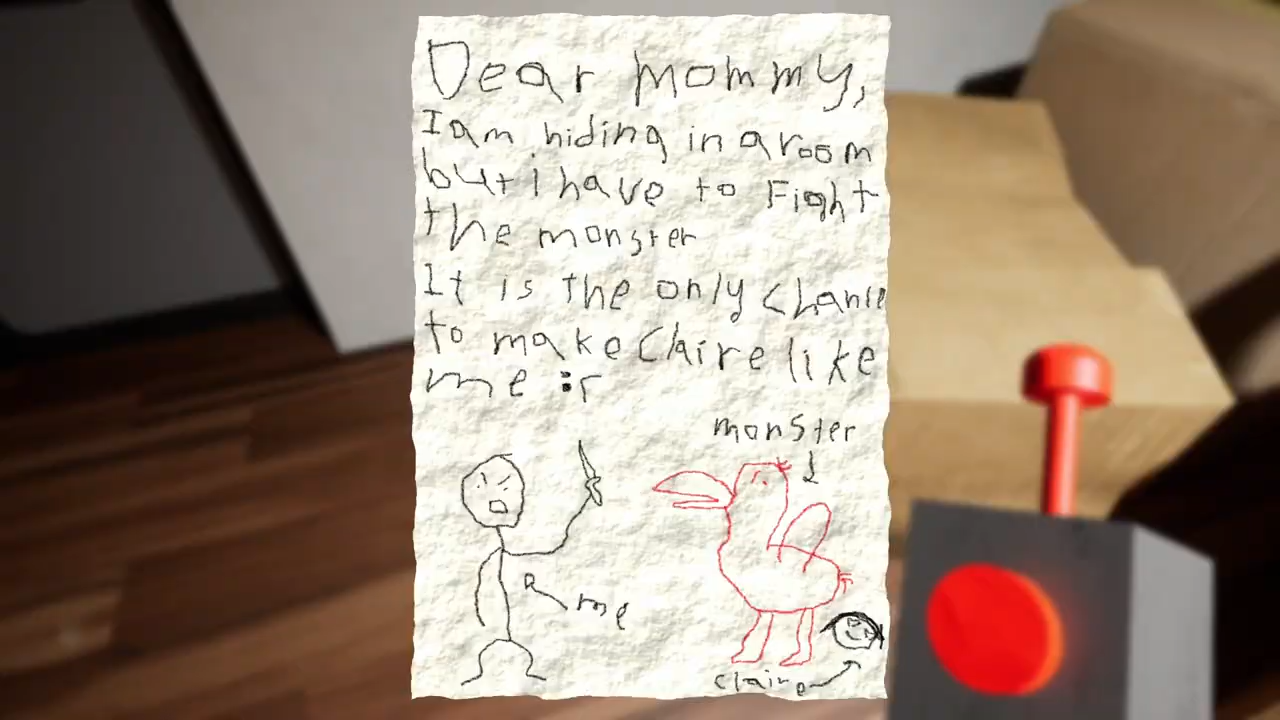 Dear mommy,
I am hiding in a room
but i have to Fight
the monster
It is the only chance
to make Claire like
me :r
monster
me
claire